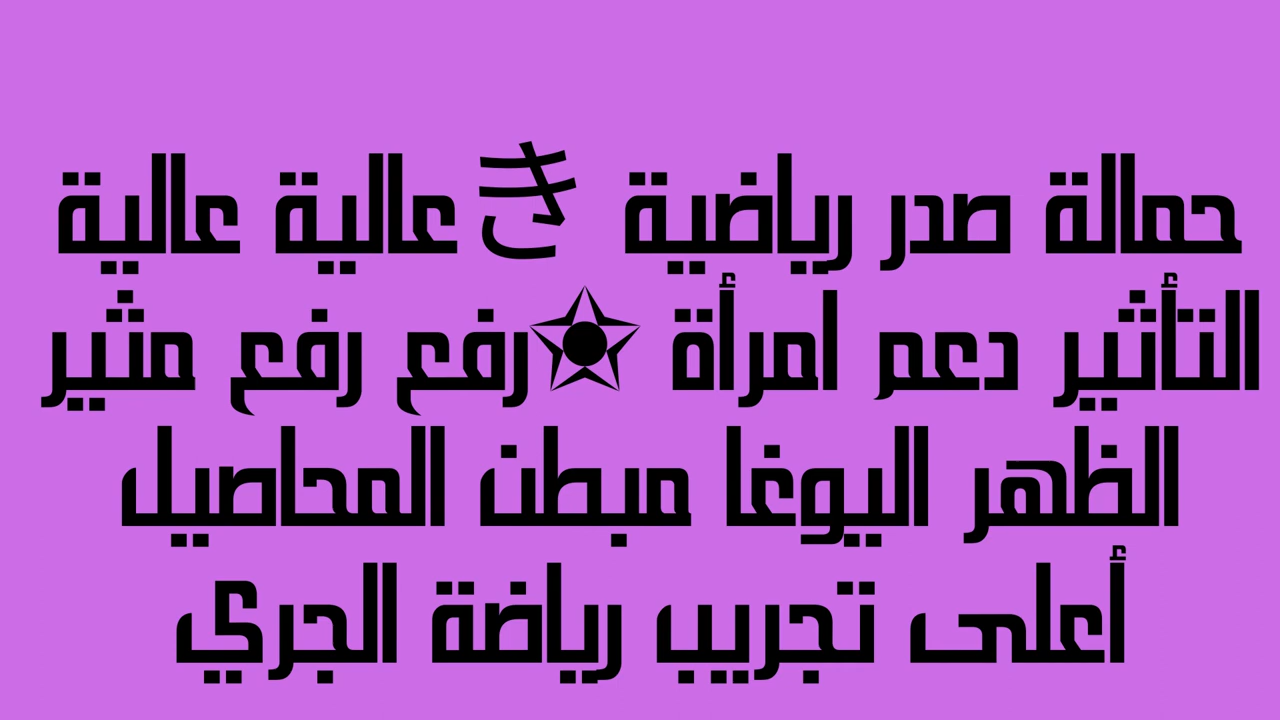 حمالة صدر رياضية き عالية عالية
التأثير دعم امرأة ✪رفع رفع مثير
الظهر اليوغا مبطن المحاصيل
أعلى تجريب رياضة الجري